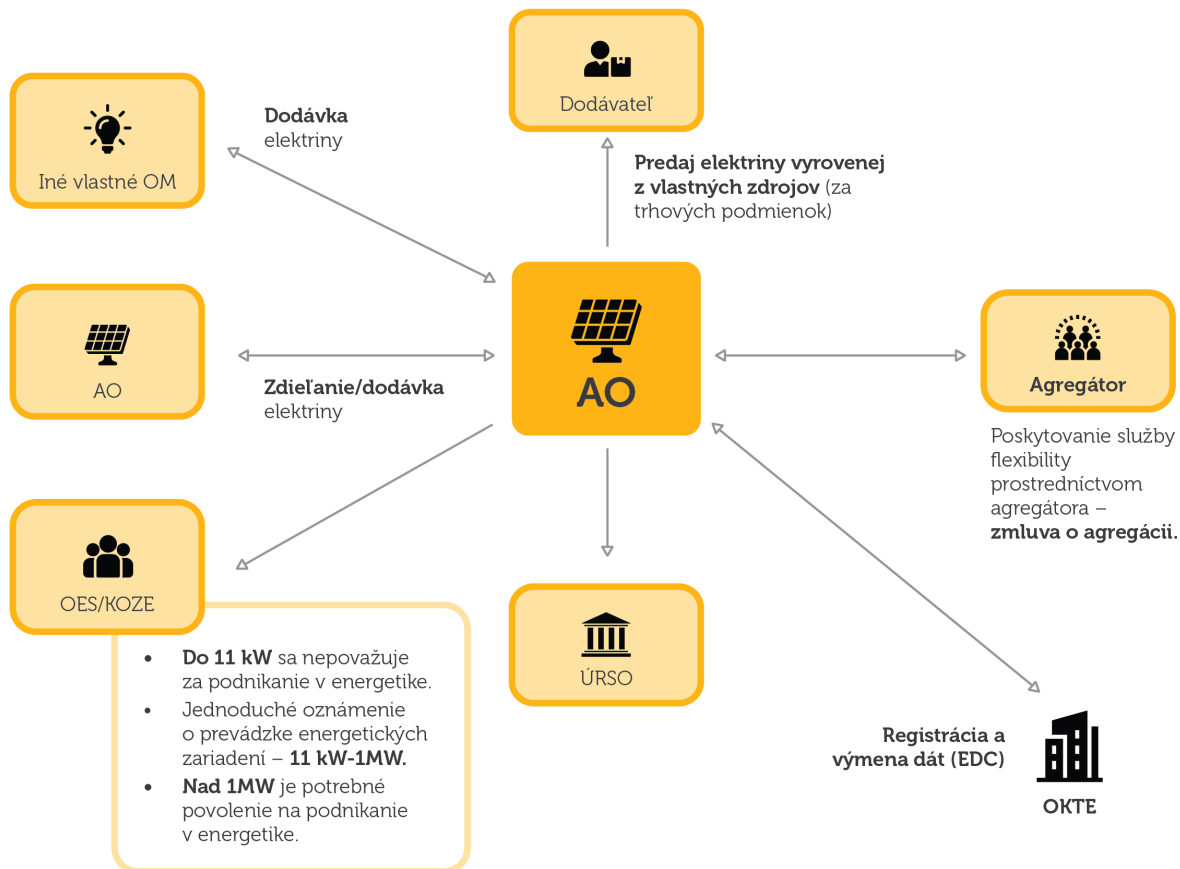 Dodávateľ
Iné vlastné OM
Dodávka
elektriny
Predaj elektriny vyrovenej
z vlastných zdrojov (za
trhových podmienok)
AO
Zdieľanie/dodávka
elektriny
AO
Agregátor
Poskytovanie služby
flexibility
prostredníctvom
agregátora –
zmluva o agregácii.
OES/KOZE
• Do 11 kW sa nepovažuje
za podnikanie v energetike.
• Jednoduché oznámenie
o prevádzke energetických
zariadení – 11 kW-1MW.
• Nad 1MW je potrebné
povolenie na podnikanie
v energetike.
ÚRSO
Registrácia a
výmena dát (EDC)
OKTE